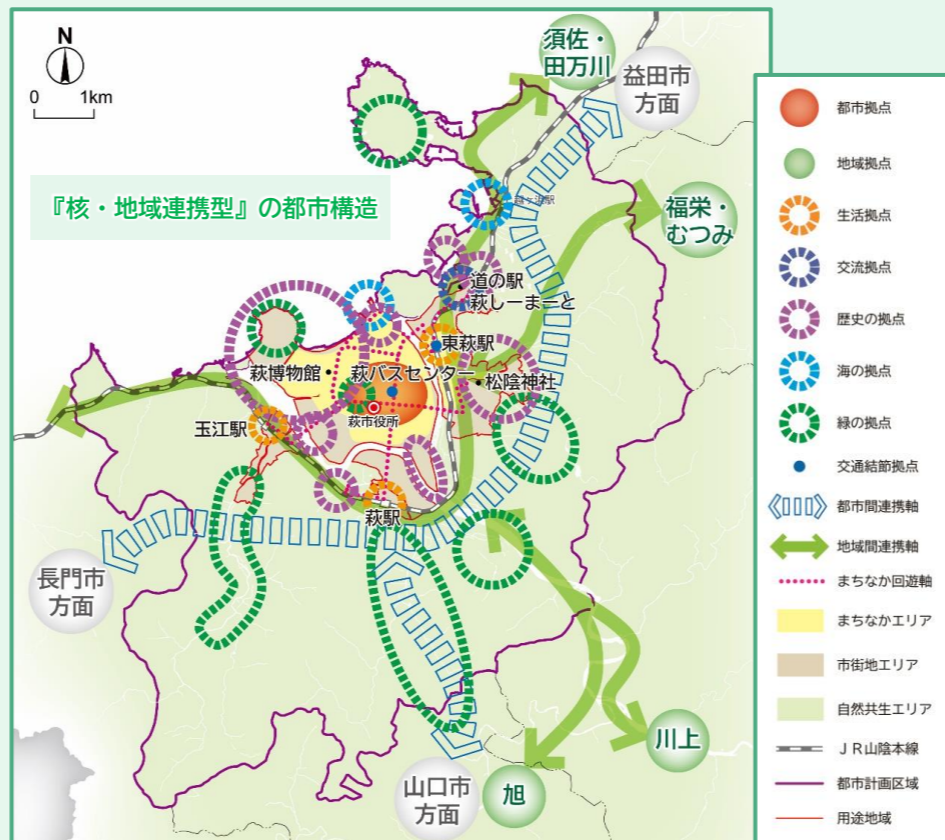 N
0 1km
『核・地域連携型』の都市構造
須佐・
田万川
益田市
方面
越ヶ浜駅
福栄・
むつみ
道の駅
萩しーまーと
東萩駅
萩博物館
萩バスセンター
松陰神社
萩市役所
玉江駅
萩駅
長門市
方面
山口市
方面
旭
川上
都市拠点
地域拠点
生活拠点
交流拠点
歴史の拠点
海の拠点
緑の拠点
交通結節拠点
都市間連携軸
地域間連携軸
まちなか回遊軸
まちなかエリア
市街地エリア
自然共生エリア
JR山陰本線
都市計画区域
用途地域